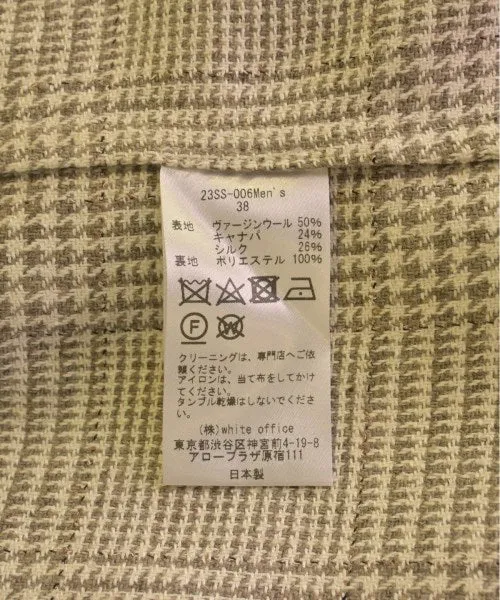 23SS-006Men's
38
表地 ヴァージンウール 50%
キャナパ 24%
シルク 26%
裏地 ポリエステル 100%
F W
クリーニングは、専門店へご依
頼ください。
アイロンは、当て布をしてかけ
てください。
タンブル乾燥はしないでください。
(株)white office
東京都渋谷区神宮前4-19-8
アロープラザ原宿111
日本製